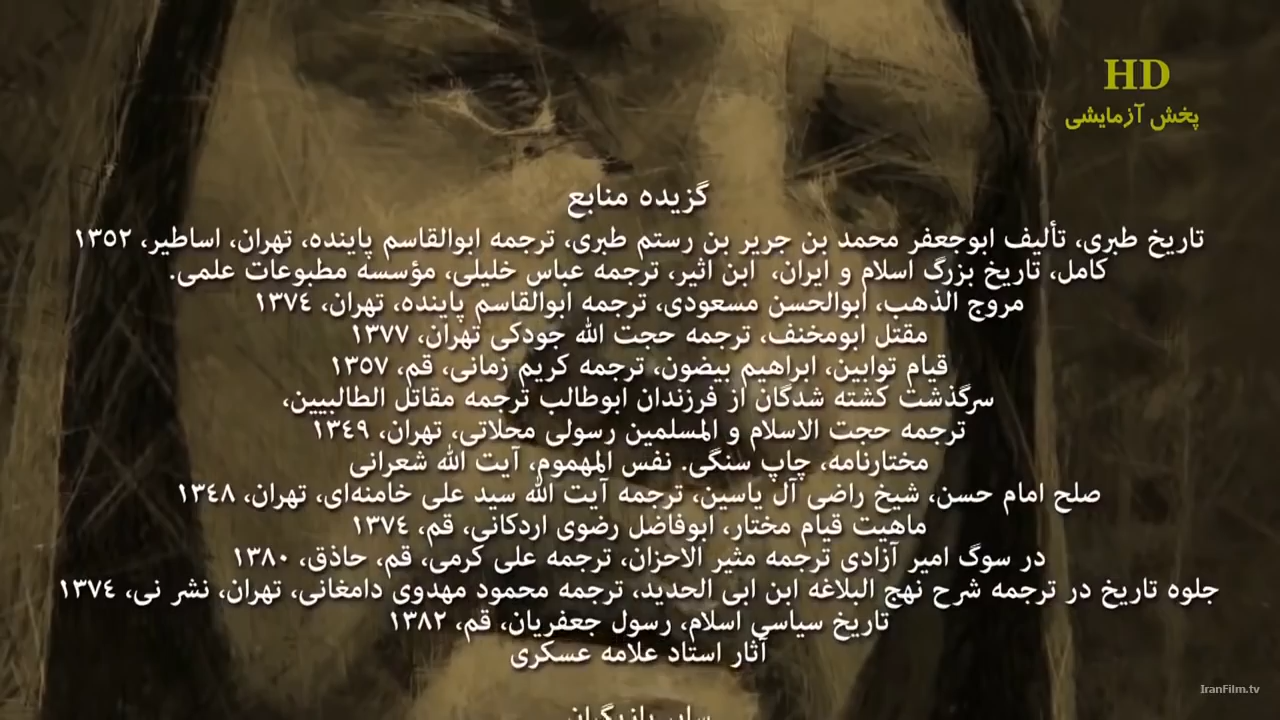 HD
پخش آزمایشی
گزیده منابع
تاریخ طبری، تألیف ابوجعفر محمد بن جریر بن رستم طبری، ترجمه ابوالقاسم پاینده، تهران، اساطیر، ۱۳۵۲
کامل، تاریخ بزرگ اسلام و ایران، ابن اثیر، ترجمه عباس خلیلی، مؤسسه مطبوعات علمی.
مروج الذهب، ابوالحسن مسعودی، ترجمه ابوالقاسم پاینده، تهران، ۱۳۷٤
مقتل ابومخنف، ترجمه حجت الله جودکی تهران، ۱۳۷۷
قیام توابین، ابراهیم بیضون، ترجمه کریم زمانی، قم، ۱۳۵۷
سرگذشت کشته شدگان از فرزندان ابوطالب ترجمه مقاتل الطالبیین،
ترجمه حجت الاسلام و المسلمین رسولی محلاتی، تهران، ۱۳٤۹
مختارنامه، چاپ سنگی. نفس المهموم، آیت الله شعرانی
صلح امام حسن، شیخ راضی آل یاسین، ترجمه آیت الله سید علی خامنه‌ای، تهران، ۱۳٤۸
ماهیت قیام مختار، ابوفاضل رضوی اردکانی، قم، ۱۳۷٤
در سوگ امیر آزادی ترجمه مثیر الاحزان، ترجمه علی کرمی، قم، حاذق، ۱۳۸۰
جلوه تاریخ در ترجمه شرح نهج البلاغه ابن ابی الحدید، ترجمه محمود مهدوی دامغانی، تهران، نشر نی، ۱۳۷٤
تاریخ سیاسی اسلام، رسول جعفریان، قم، ۱۳۸۲
آثار استاد علامه عسکری
سایر بازیگران
IranFilm.tv